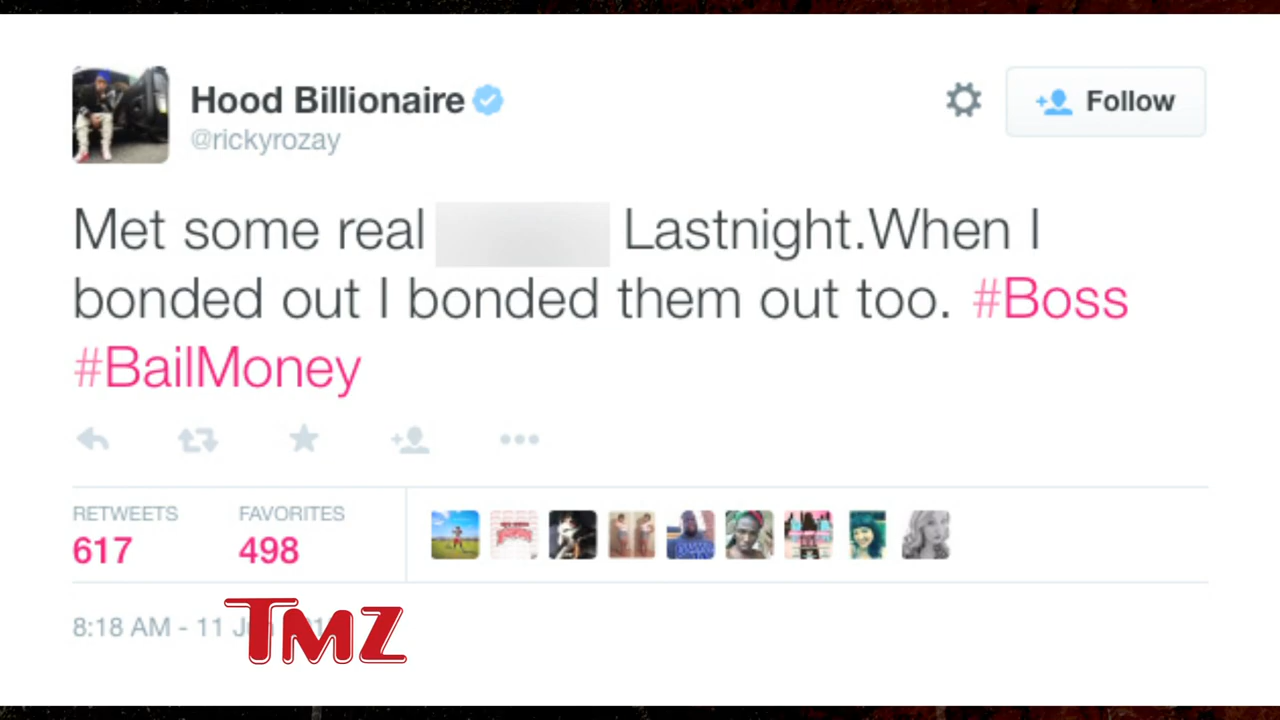 Hood Billionaire
@rickyrozay
Follow
Met some real Lastnight.When I
bonded out I bonded them out too. #Boss
#BailMoney
RETWEETS FAVORITES
617 498
8:18 AM - 11
TMZ